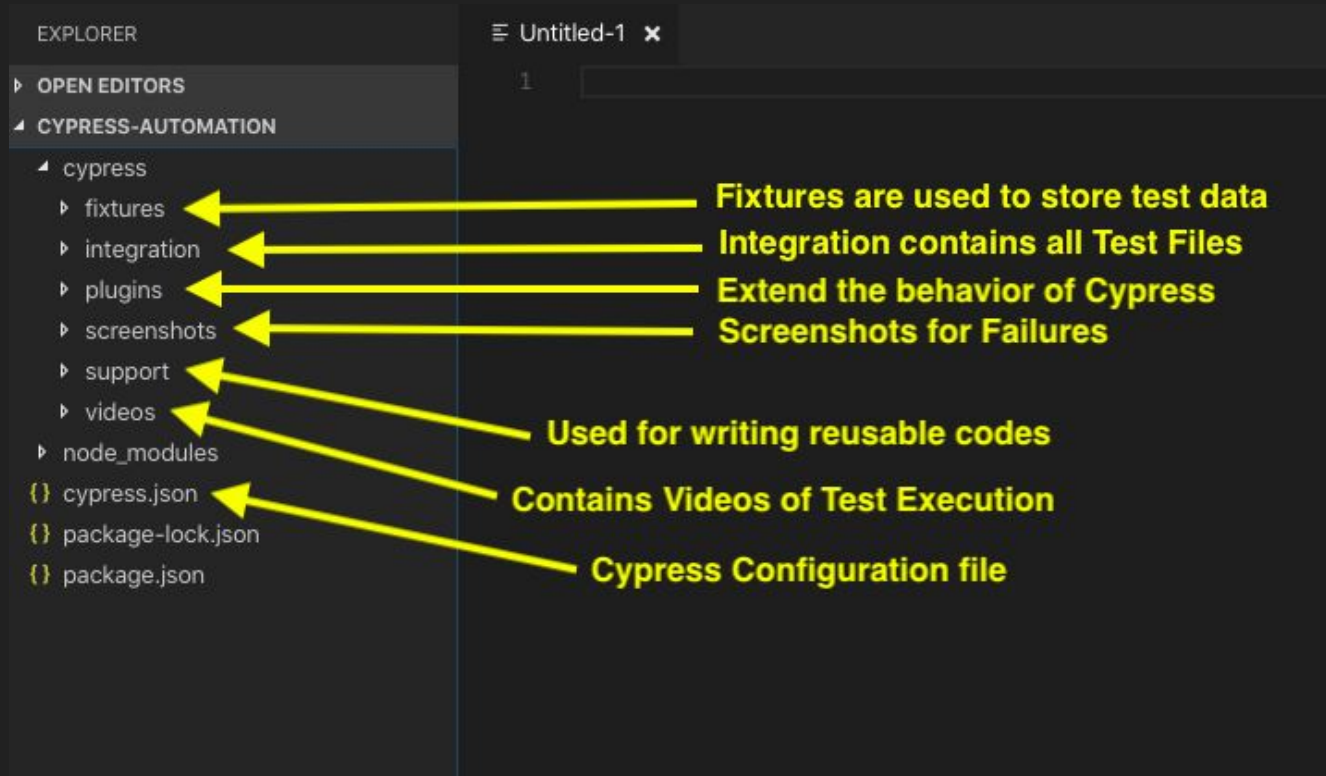 EXPLORER
Untitled-1
OPEN EDITORS
1
CYPRESS-AUTOMATION
cypress
fixtures
Fixtures are used to store test data
integration
Integration contains all Test Files
plugins
Extend the behavior of Cypress
screenshots
Screenshots for Failures
support
videos
Used for writing reusable codes
node_modules
{} cypress.json
Contains Videos of Test Execution
{} package-lock.json
{} package.json
Cypress Configuration file